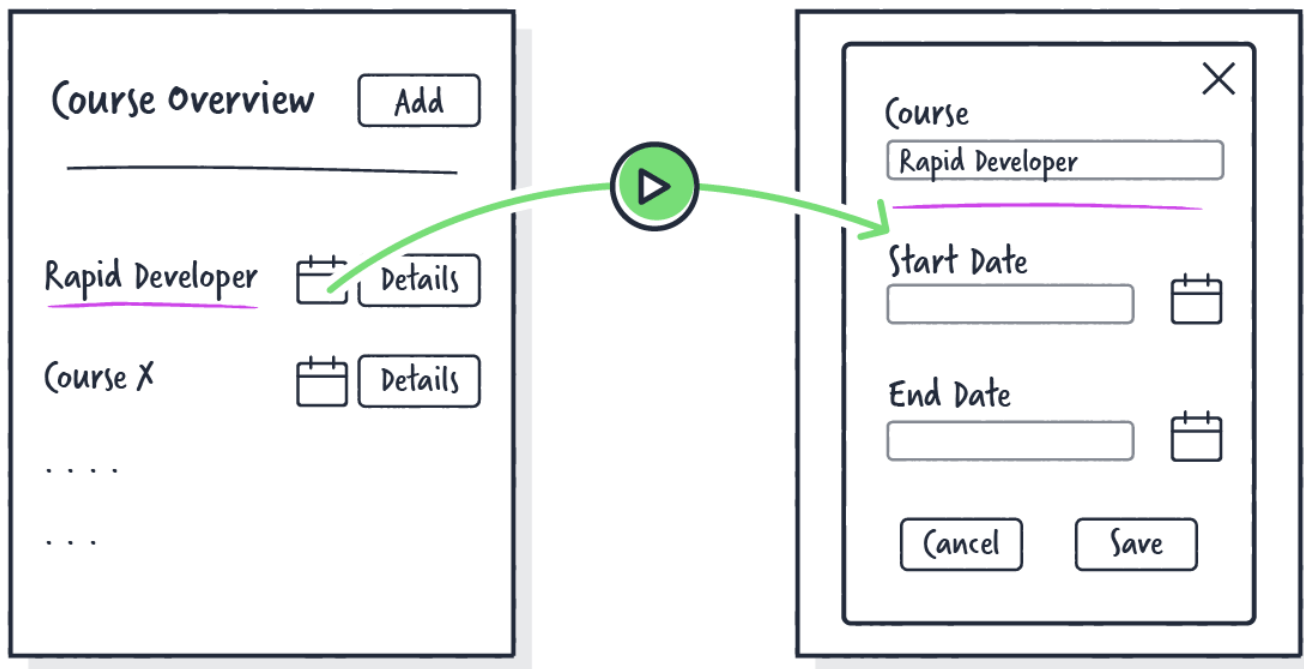 Course Overview
Add
Rapid Developer
Details
Course X
Details
. . . .
. . .
Course
Rapid Developer
Start Date
End Date
Cancel
Save